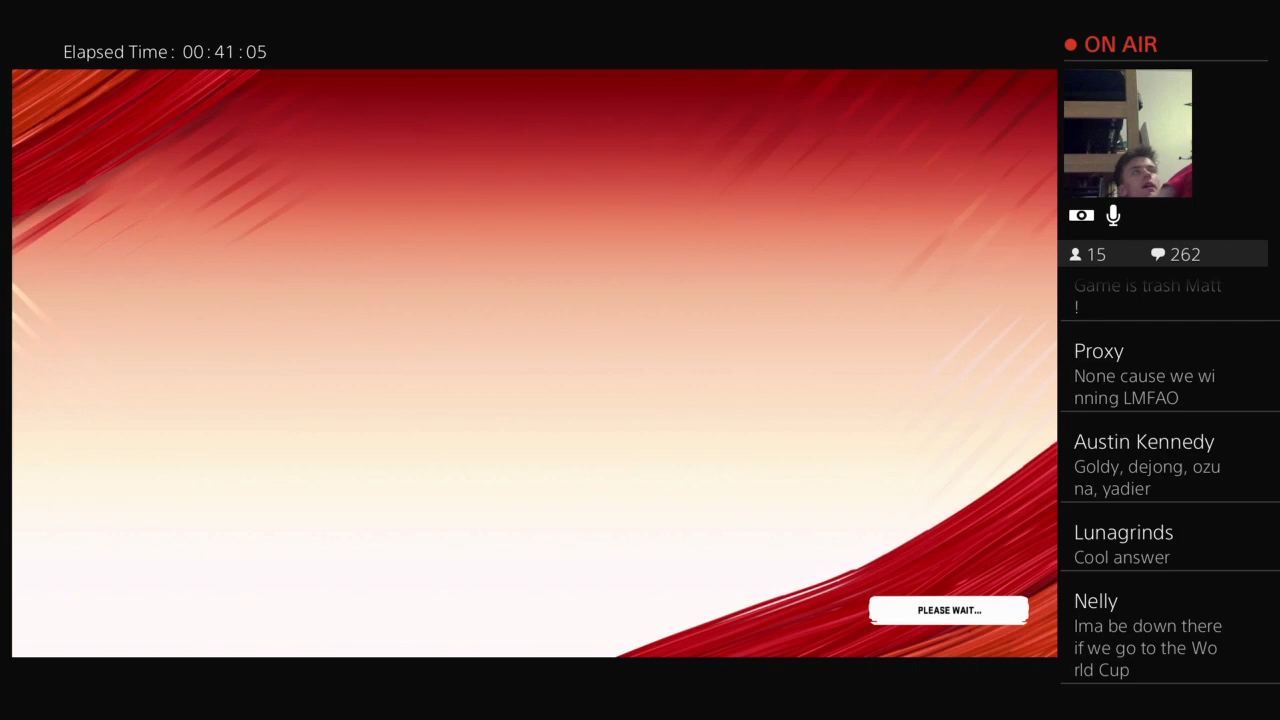 Elapsed Time: 00:41:05
ON AIR
15
262
Game is trash Matt
!
Proxy
None cause we wi
nning LMFAO
Austin Kennedy
Goldy, dejong, ozu
na, yadier
Lunagrinds
Cool answer
Nelly
Ima be down there
if we go to the Wo
rld Cup
PLEASE WAIT...